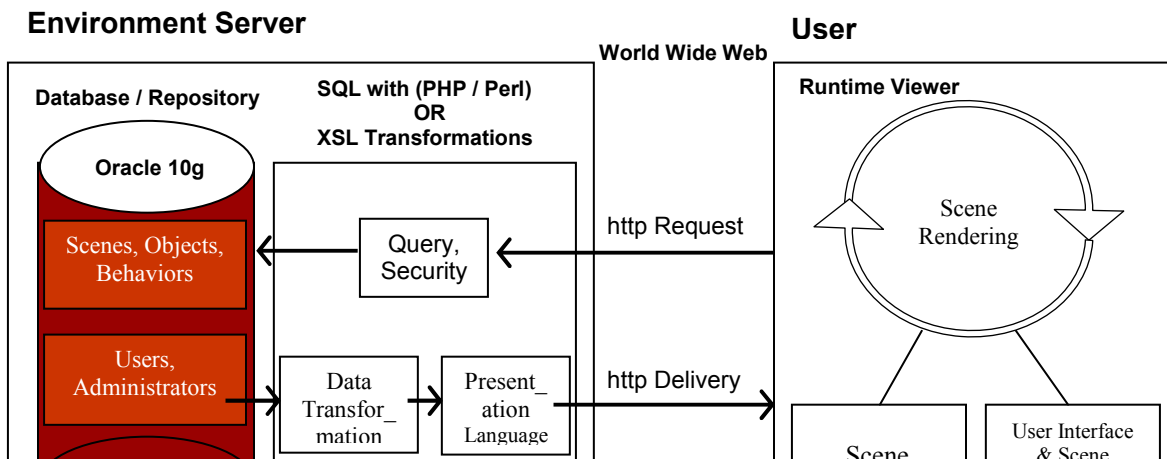 Environment Server
User
World Wide Web
Database / Repository
SQL with (PHP / Perl)
OR
XSL Transformations
Runtime Viewer
Oracle 10g
Scenes, Objects,
Behaviors
Query,
Security
http Request
Scene
Rendering
Users,
Administrators
Data
Transfor_
mation
Present_
ation
Language
http Delivery
Scene
User Interface
& Scene